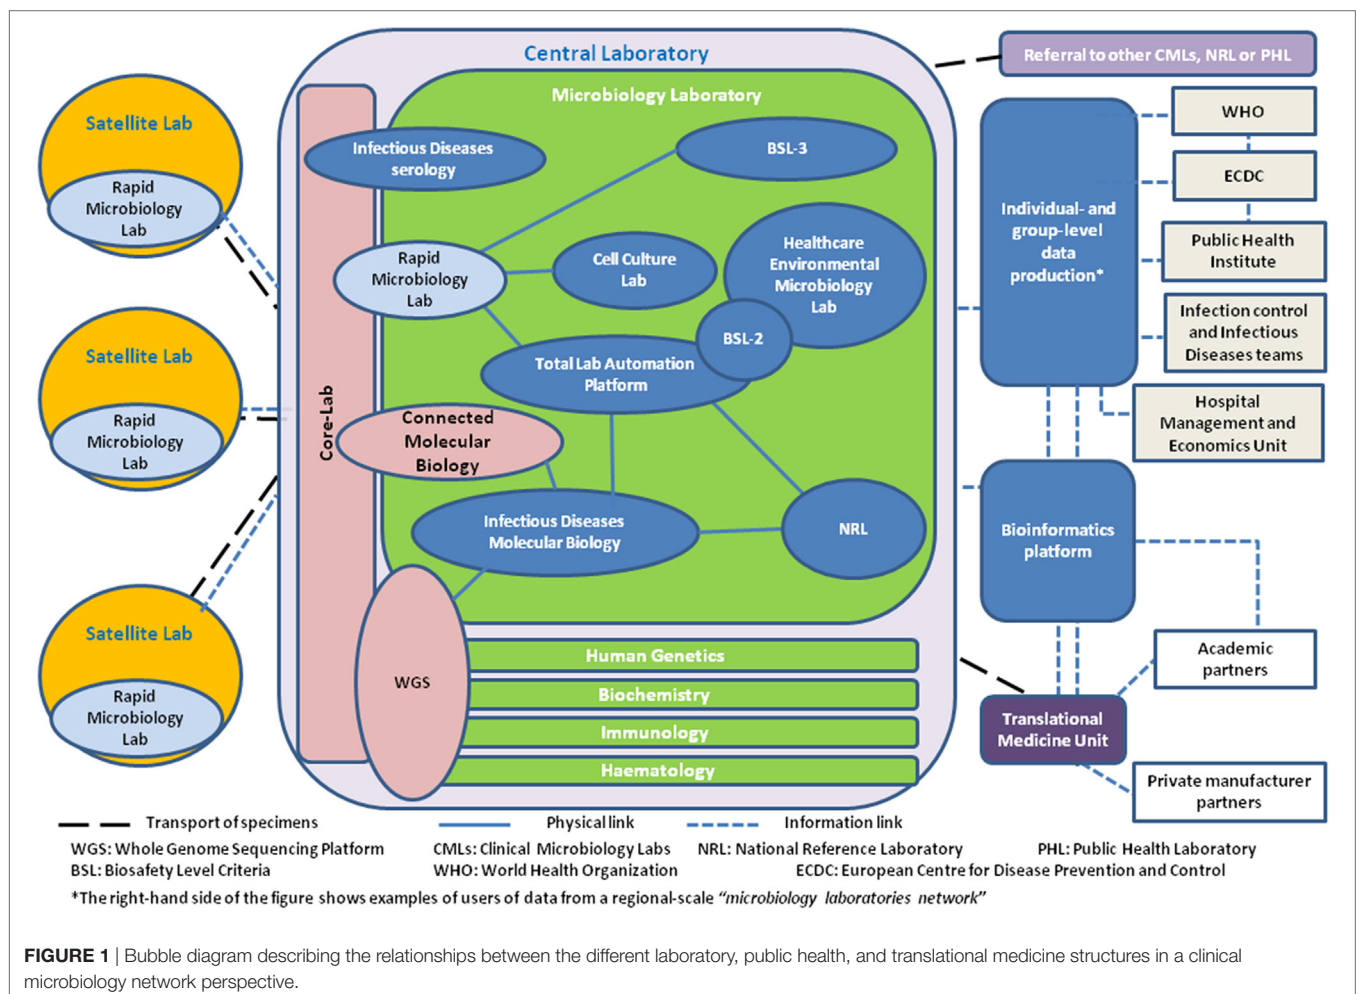 Central Laboratory
Referral to other CMLs, NRL or PHL
Microbiology Laboratory
Satellite Lab
Rapid
Microbiology
Lab
Satellite Lab
Rapid
Microbiology
Lab
Satellite Lab
Rapid
Microbiology
Lab
Core-Lab
Infectious Diseases
serology
BSL-3
Rapid
Microbiology
Lab
Cell Culture
Lab
Healthcare
Environmental
Microbiology
Lab
BSL-2
Total Lab Automation
Platform
Connected
Molecular
Biology
Infectious Diseases
Molecular Biology
NRL
WGS
Human Genetics
Biochemistry
Immunology
Haematology
Individual- and
group-level
data
production*
WHO
ECDC
Public Health
Institute
Infection control
and Infectious
Diseases teams
Hospital
Management and
Economics Unit
Bioinformatics
platform
Academic
partners
Translational
Medicine Unit
Private manufacturer
partners
Transport of specimens Physical link Information link
WGS: Whole Genome Sequencing Platform CMLs: Clinical Microbiology Labs NRL: National Reference Laboratory PHL: Public Health Laboratory
BSL: Biosafety Level Criteria WHO: World Health Organization ECDC: European Centre for Disease Prevention and Control
*The right-hand side of the figure shows examples of users of data from a regional-scale “microbiology laboratories network”
FIGURE 1 | Bubble diagram describing the relationships between the different laboratory, public health, and translational medicine structures in a clinical
microbiology network perspective.